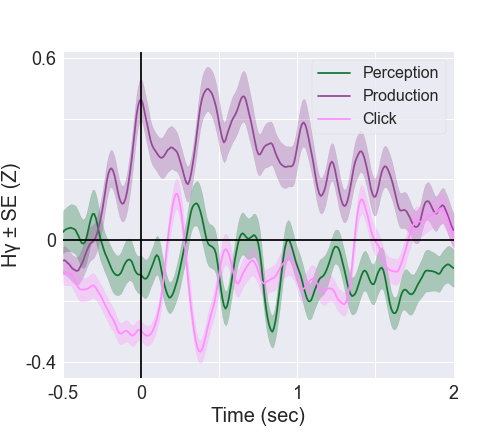 0.6
0
-0.4
Hγ ± SE (Z)
Perception
Production
Click
-0.5 0 1 2
Time (sec)